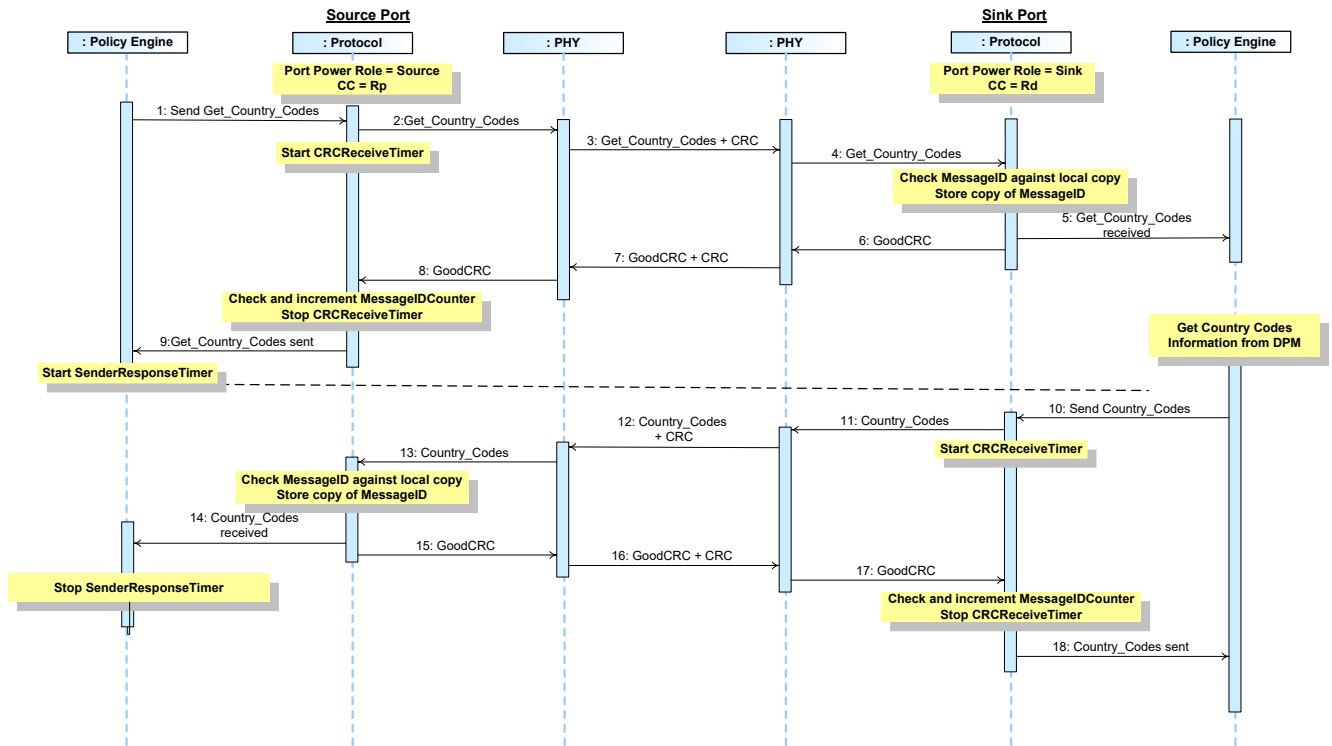 Source Port
Sink Port
: Policy Engine
: Protocol
: PHY
: PHY
: Protocol
: Policy Engine
Port Power Role = Source
CC = Rp
Port Power Role = Sink
CC = Rd
1: Send Get_Country_Codes
2:Get_Country_Codes
Start CRCReceiveTimer
3: Get_Country_Codes + CRC
4: Get_Country_Codes
Check MessageID against local copy
Store copy of MessageID
5: Get_Country_Codes
received
6: GoodCRC
7: GoodCRC + CRC
8: GoodCRC
Check and increment MessageIDCounter
Stop CRCReceiveTimer
9:Get_Country_Codes sent
Start SenderResponseTimer
Get Country Codes
Information from DPM
10: Send Country_Codes
11: Country_Codes
Start CRCReceiveTimer
12: Country_Codes
+ CRC
13: Country_Codes
Check MessageID against local copy
Store copy of MessageID
14: Country_Codes
received
15: GoodCRC
16: GoodCRC + CRC
17: GoodCRC
Stop SenderResponseTimer
Check and increment MessageIDCounter
Stop CRCReceiveTimer
18: Country_Codes sent